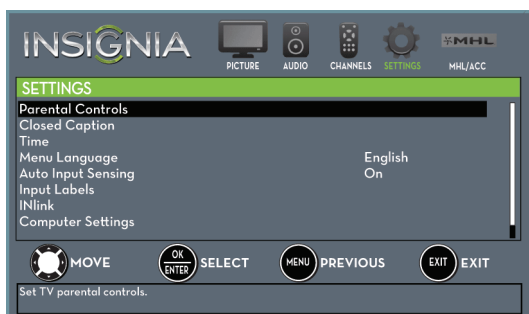 INSIGNIA
PICTURE AUDIO CHANNELS SETTINGS MHL MHL/ACC
SETTINGS
Parental Controls
Closed Caption
Time
Menu Language English
Auto Input Sensing On
Input Labels
INlink
Computer Settings
MOVE OK ENTER SELECT MENU PREVIOUS EXIT EXIT
Set TV parental controls.